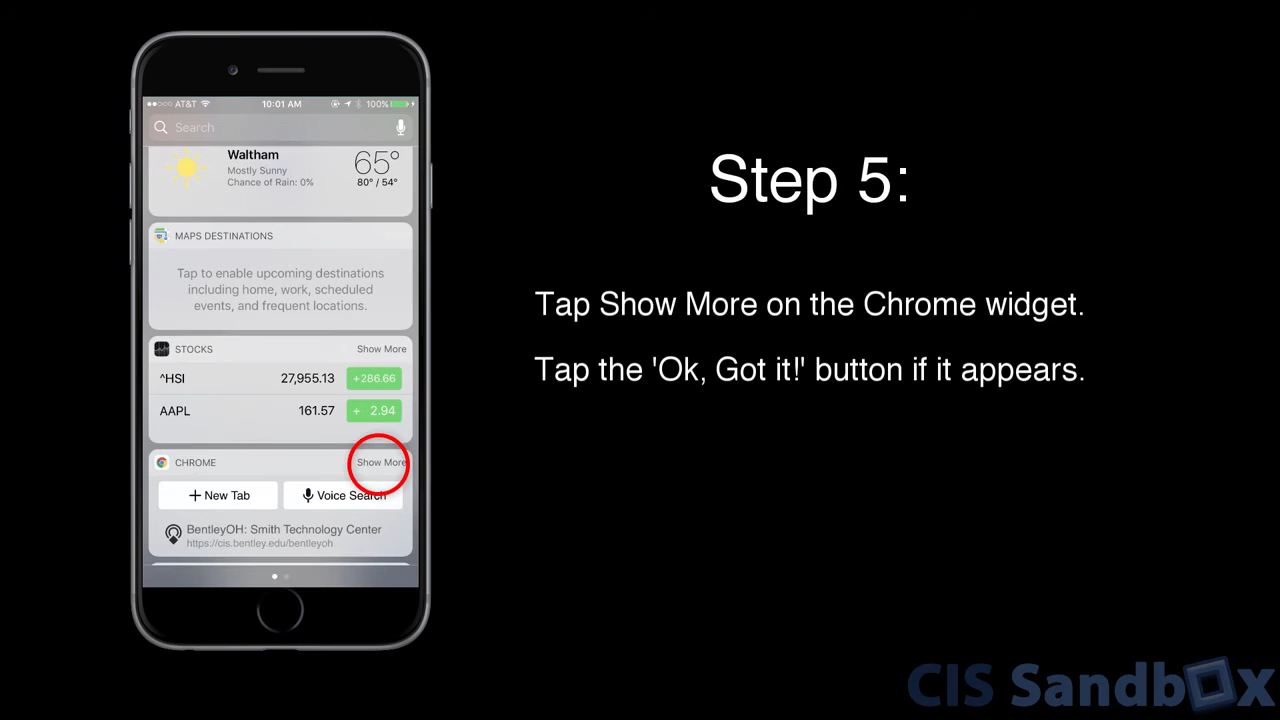 AT&T 10:01 AM 100%
Search
Waltham
Mostly Sunny
Chance of Rain: 0%
65°
80° / 54°
MAPS DESTINATIONS
Tap to enable upcoming destinations
including home, work, scheduled
events, and frequent locations.
STOCKS Show More
^HSI 27,955.13 +286.66
AAPL 161.57 + 2.94
CHROME Show More
+ New Tab Voice Search
BentleyOH: Smith Technology Center
https://cis.bentley.edu/bentleyoh
Step 5:
Tap Show More on the Chrome widget.
Tap the 'Ok, Got it!' button if it appears.
CIS Sandbox